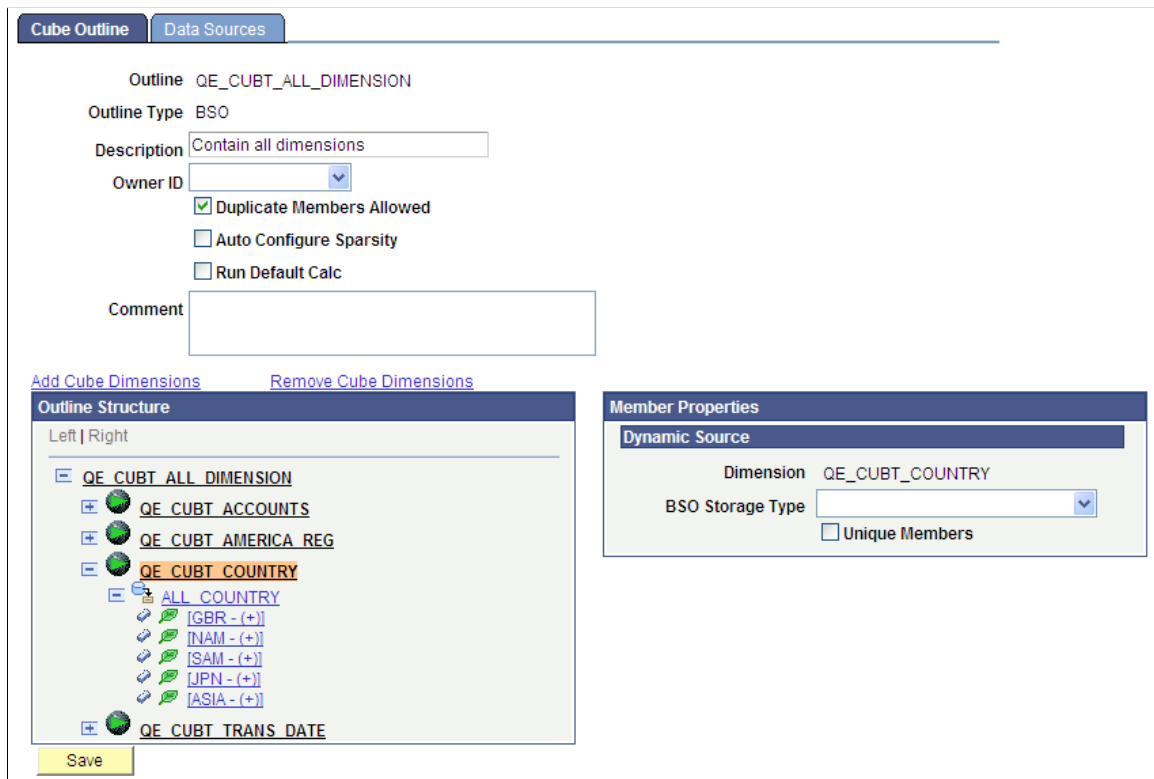 Cube Outline Data Sources
Outline QE_CUBT_ALL_DIMENSION
Outline Type BSO
Description Contain all dimensions
Owner ID
Duplicate Members Allowed
Auto Configure Sparsity
Run Default Calc
Comment
Add Cube Dimensions Remove Cube Dimensions
Outline Structure
Left | Right
QE_CUBT_ALL_DIMENSION
QE_CUBT_ACCOUNTS
QE_CUBT_AMERICA_REG
QE_CUBT_COUNTRY
ALL_COUNTRY
[GBR - (+)]
[NAM - (+)]
[SAM - (+)]
[JPN - (+)]
[ASIA - (+)]
QE_CUBT_TRANS_DATE
Member Properties
Dynamic Source
Dimension QE_CUBT_COUNTRY
BSO Storage Type
Unique Members
Save